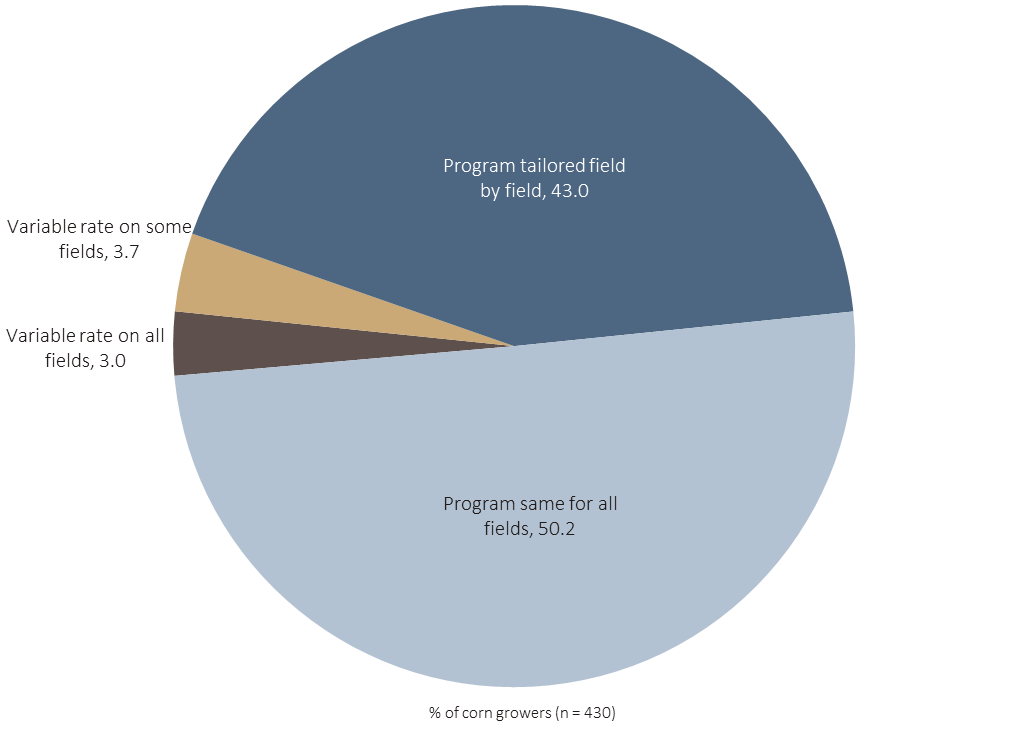 Program tailored field
by field, 43.0
Variable rate on some
fields, 3.7
Variable rate on all
fields, 3.0
Program same for all
fields, 50.2
% of corn growers (n = 430)